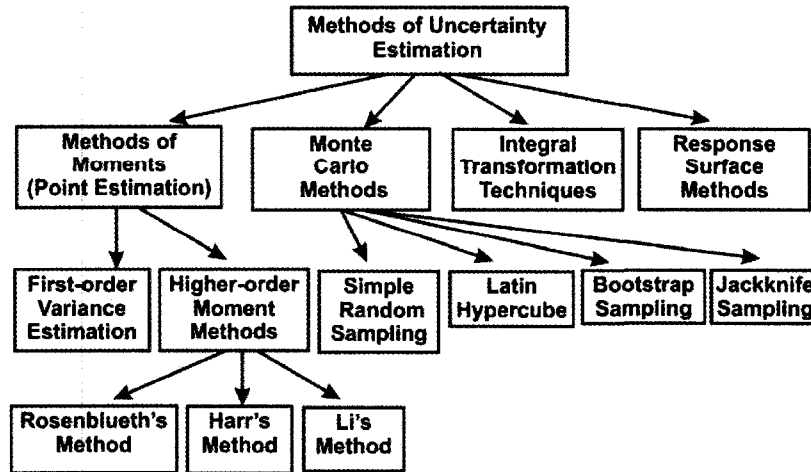 Methods of Uncertainty
Estimation
Methods of
Moments
(Point Estimation)
Monte
Carlo
Methods
Integral
Transformation
Techniques
Response
Surface
Methods
First-order
Variance
Estimation
Higher-order
Moment
Methods
Simple
Random
Sampling
Latin
Hypercube
Bootstrap
Sampling
Jackknife
Sampling
Rosenblueth's
Method
Harr's
Method
Li's
Method